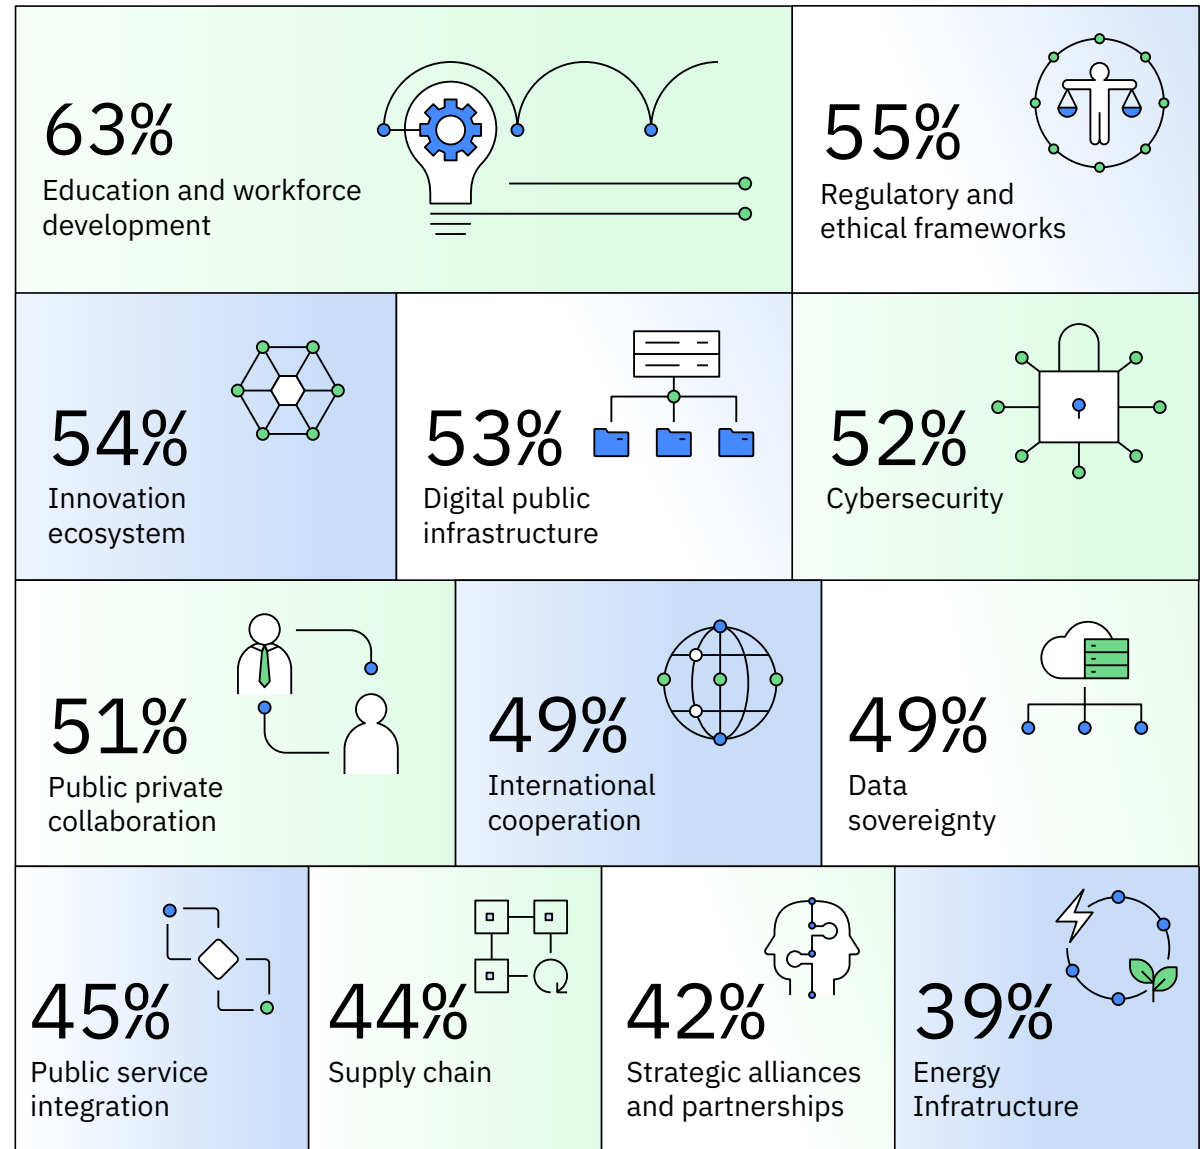 63%
Education and workforce
development
55%
Regulatory and
ethical frameworks
54%
Innovation
ecosystem
53%
Digital public
infrastructure
52%
Cybersecurity
51%
Public private
collaboration
49%
International
cooperation
49%
Data
sovereignty
45%
Public service
integration
44%
Supply chain
42%
Strategic alliances
and partnerships
39%
Energy
Infratructure